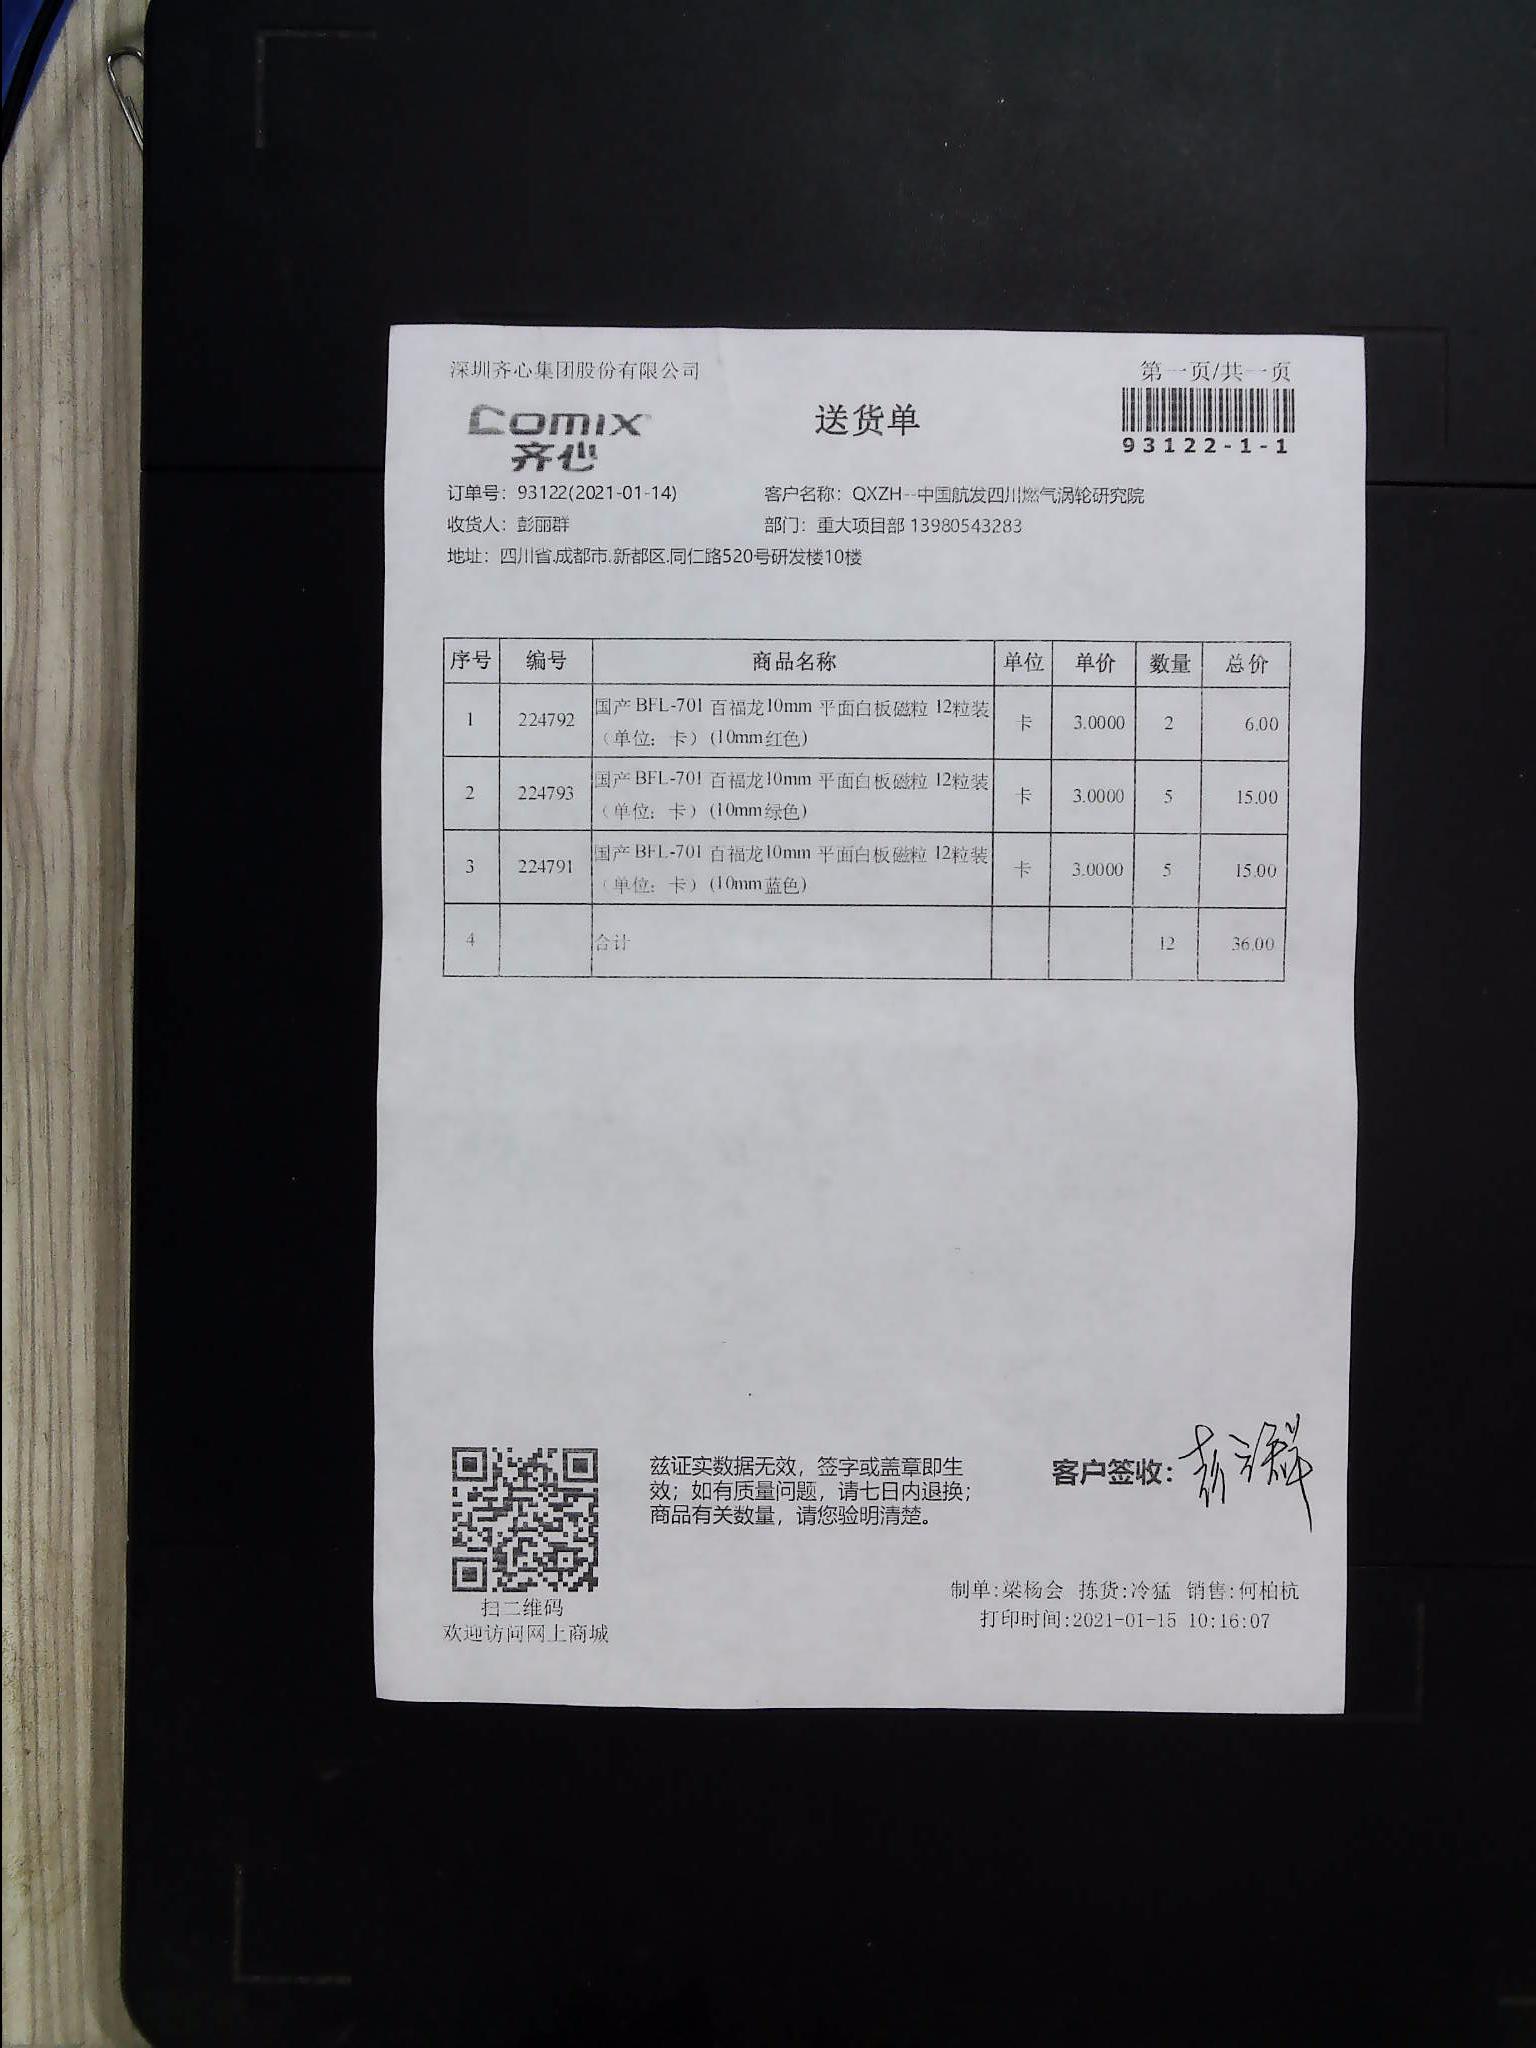 深圳齐心集团股份有限公司
第一页/共一页
comix
齐心
送货单
93122-1-1
订单号：93122(2021-01-14)
客户名称：QXZH--中国航发四川燃气涡轮研究院
收货人：彭丽群
部门：重大项目部 13980543283
地址：四川省.成都市.新都区.同仁路520号研发楼10楼
序号 编号 商品名称 单位 单价 数量 总价
1 224792 国产 BFL-701 百福龙10mm 平面白板磁粒 12粒装
（单位：卡）(10mm红色) 卡 3.0000 2 6.00
2 224793 国产 BFL-701 百福龙10mm 平面白板磁粒 12粒装
（单位：卡）(10mm绿色) 卡 3.0000 5 15.00
3 224791 国产 BFL-701 百福龙10mm 平面白板磁粒 12粒装
（单位：卡）(10mm蓝色) 卡 3.0000 5 15.00
4 合计 12 36.00
兹证实数据无效，签字或盖章即生
效；如有质量问题，请七日内退换；
商品有关数量，请您验明清楚。
客户签收：彭丽群
扫二维码
欢迎访问网上商城
制单:梁杨会 拣货:冷猛 销售:何柏杭
打印时间:2021-01-15 10:16:07